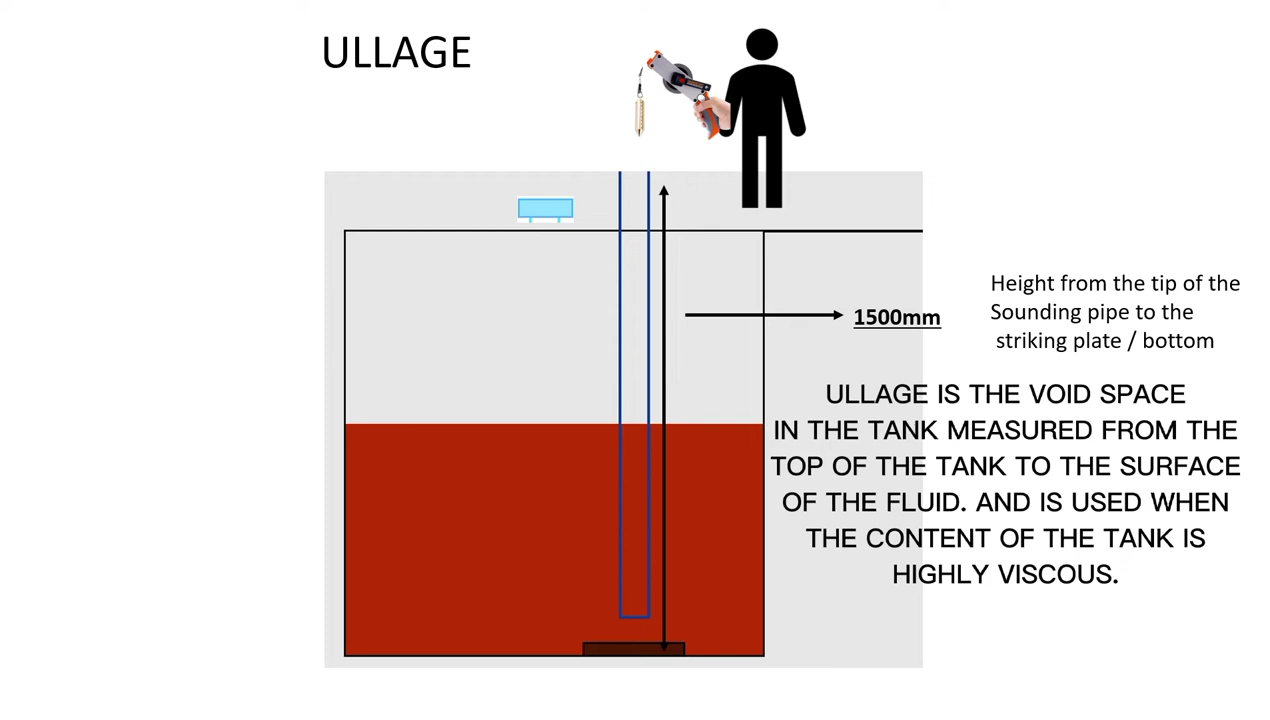 ULLAGE
1500mm
Height from the tip of the
Sounding pipe to the
striking plate / bottom
ULLAGE IS THE VOID SPACE
IN THE TANK MEASURED FROM THE
TOP OF THE TANK TO THE SURFACE
OF THE FLUID. AND IS USED WHEN
THE CONTENT OF THE TANK IS
HIGHLY VISCOUS.